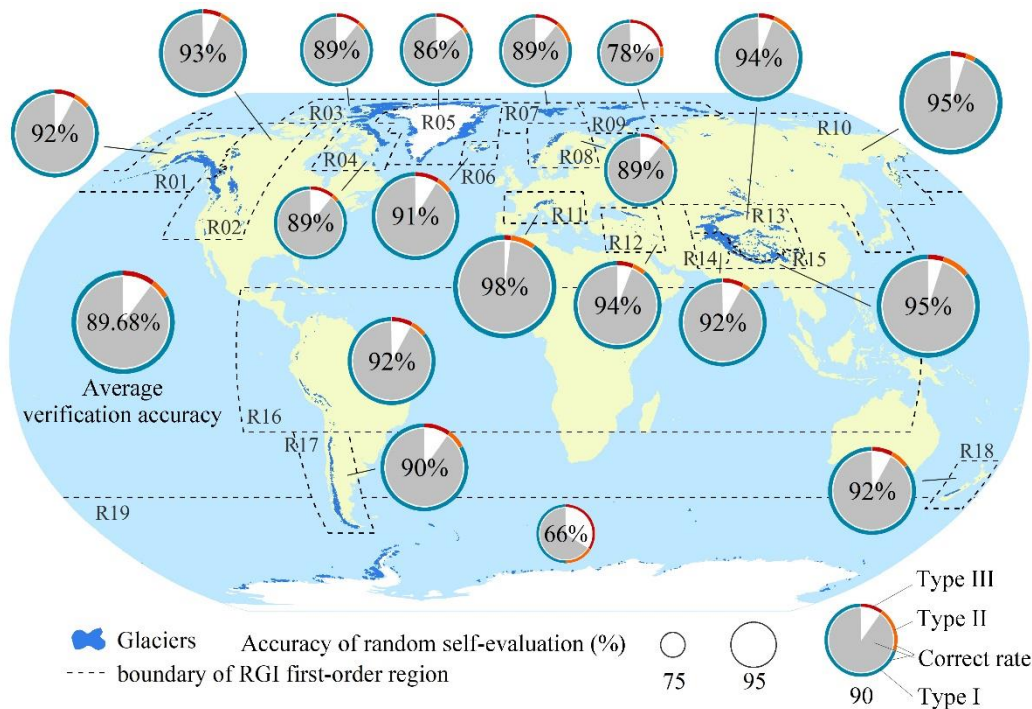 93%
89%
86%
89%
78%
94%
95%
92%
R03
R05
R07
R09
R10
R01
R02
R04
R06
R08
89%
89%
91%
R11
R12
R13
R14
R15
98%
94%
92%
95%
89.68%
Average
verification accuracy
92%
R16
R17
90%
R18
92%
R19
66%
Glaciers
Accuracy of random self-evaluation (%)
boundary of RGI first-order region
75
95
Type III
Type II
Correct rate
Type I
90